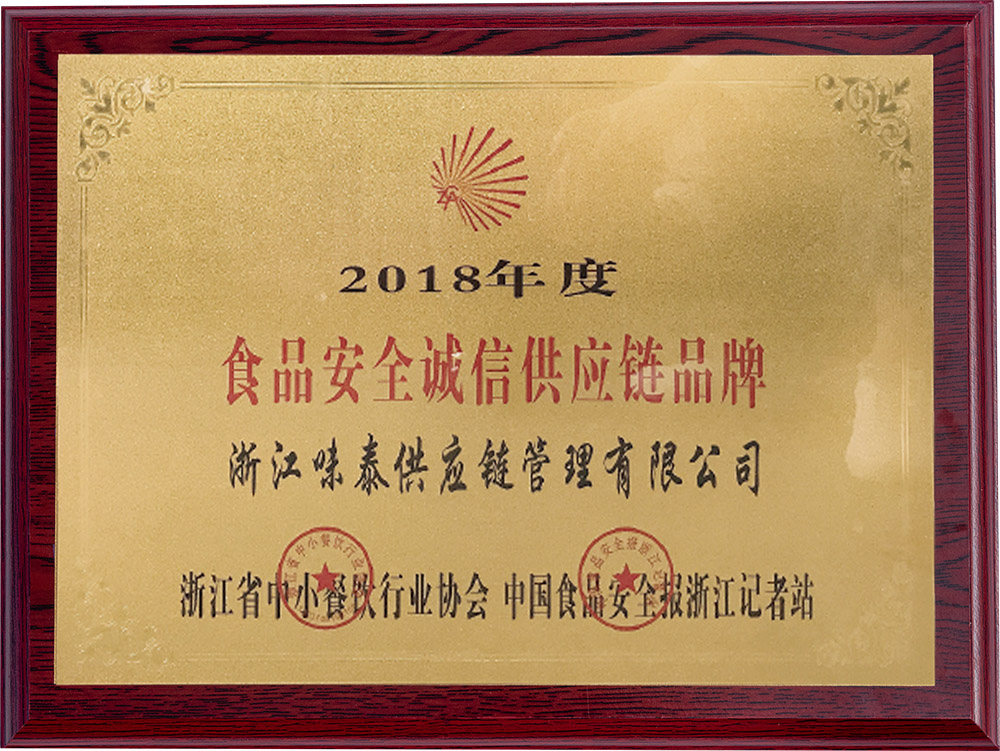 2018年度
食品安全诚信供应链品牌
浙江味泰供应链管理有限公司
浙江省中小餐饮行业协会 中国食品安全报浙江记者站